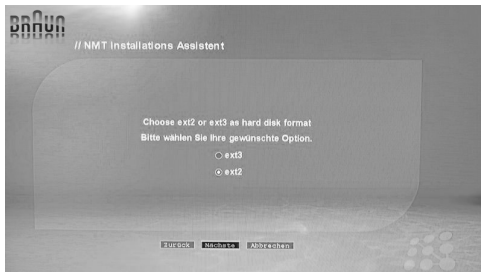 BRAUN
// NMT Installations Assistent
Choose ext2 or ext3 as hard disk format
Bitte wählen Sie Ihre gewünschte Option.
ext3
ext2
Zurück Nächste Abbrechen